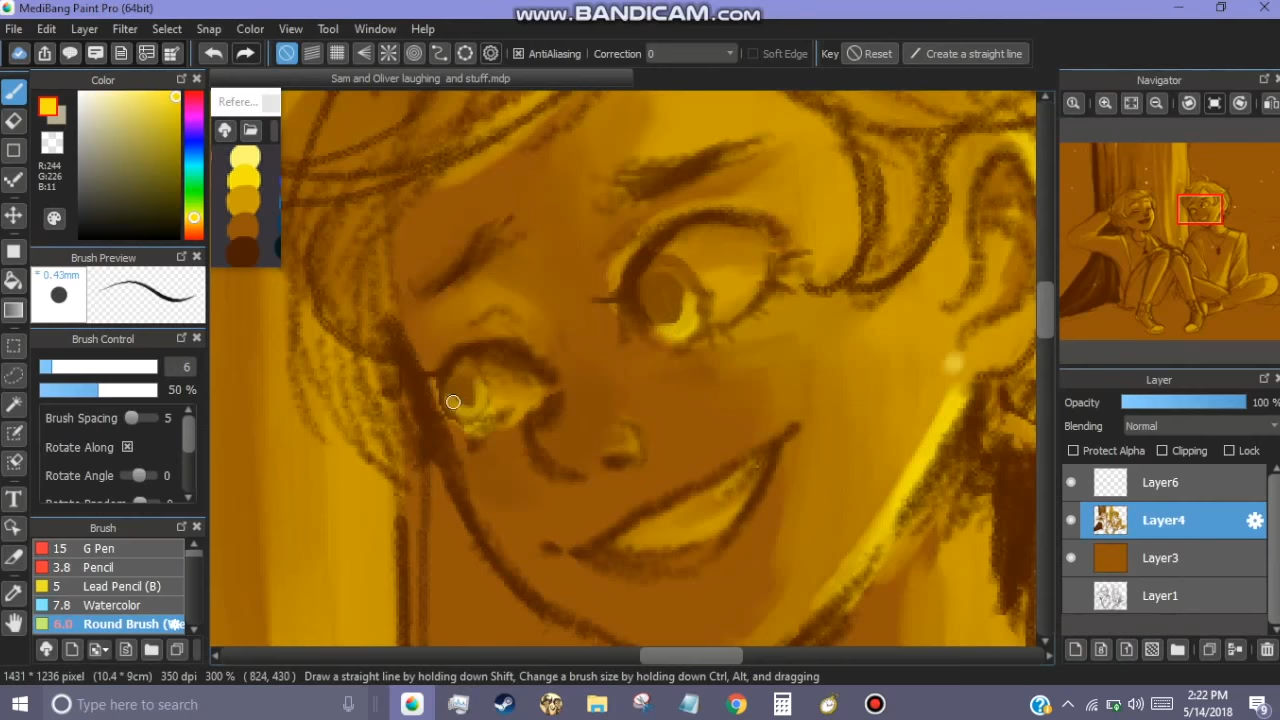 MediBang Paint Pro (64bit)
www.BANDICAM.com
File Edit Layer Filter Select Snap Color View Tool Window Help
AntiAliasing Correction 0 Soft Edge Key Reset Create a straight line
Color
Sam and Oliver laughing and stuff.mdp
Navigator
Refere...
R:244
G:226
B:11
Brush Preview
* 0.43mm
Brush Control
6
50 %
Brush Spacing 5
Rotate Along
Rotate Angle 0
Brush
15 G Pen
3.8 Pencil
5 Lead Pencil (B)
7.8 Watercolor
6.0 Round Brush
Layer
Opacity 100 %
Blending Normal
Protect Alpha Clipping Lock
Layer6
Layer4
Layer3
Layer1
1431 * 1236 pixel (10.4 * 9cm) 350 dpi 300 % ( 824, 430 ) Draw a straight line by holding down Shift, Change a brush size by holding down Ctrl, Alt, and dragging
Type here to search
2:22 PM
5/14/2018
9